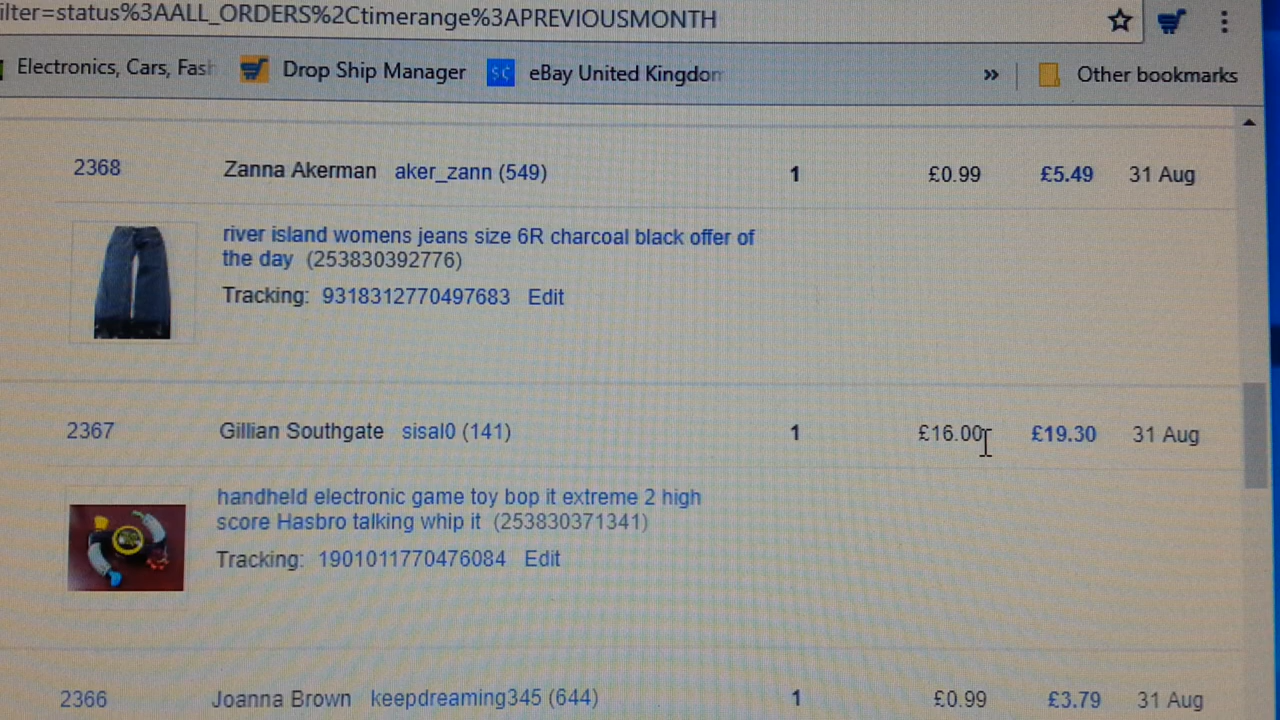 ilter=status%3AALL_ORDERS%2Ctimerange%3APREVIOUSMONTH
Electronics, Cars, Fash Drop Ship Manager eBay United Kingdon » Other bookmarks
2368 Zanna Akerman aker_zann (549) 1 £0.99 £5.49 31 Aug
river island womens jeans size 6R charcoal black offer of
the day (253830392776)
Tracking: 9318312770497683 Edit
2367 Gillian Southgate sisal0 (141) 1 £16.00 £19.30 31 Aug
handheld electronic game toy bop it extreme 2 high
score Hasbro talking whip it (253830371341)
Tracking: 1901011770476084 Edit
2366 Joanna Brown keepdreaming345 (644) 1 £0.99 £3.79 31 Aug